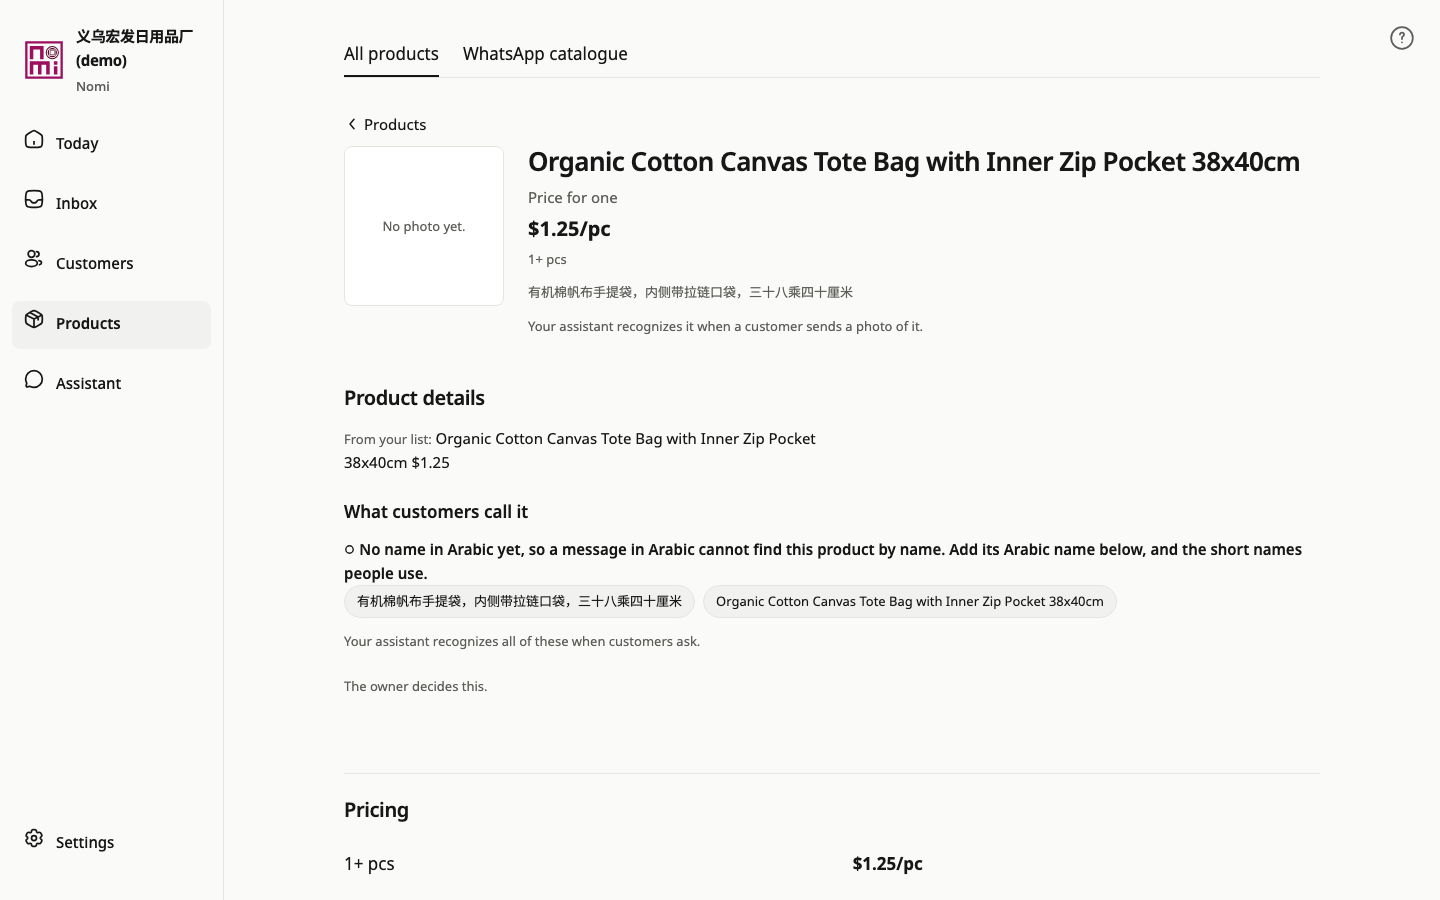 义乌宏发日用品厂
(demo)
Nomi
Today
Inbox
Customers
Products
Assistant
Settings
All products
WhatsApp catalogue
Products
No photo yet.
Organic Cotton Canvas Tote Bag with Inner Zip Pocket 38x40cm
Price for one
$1.25/pc
1+ pcs
有机棉帆布手提袋，内侧带拉链口袋，三十八乘四十厘米
Your assistant recognizes it when a customer sends a photo of it.
Product details
From your list: Organic Cotton Canvas Tote Bag with Inner Zip Pocket
38x40cm $1.25
What customers call it
No name in Arabic yet, so a message in Arabic cannot find this product by name. Add its Arabic name below, and the short names
people use.
有机棉帆布手提袋，内侧带拉链口袋，三十八乘四十厘米
Organic Cotton Canvas Tote Bag with Inner Zip Pocket 38x40cm
Your assistant recognizes all of these when customers ask.
The owner decides this.
Pricing
1+ pcs
$1.25/pc